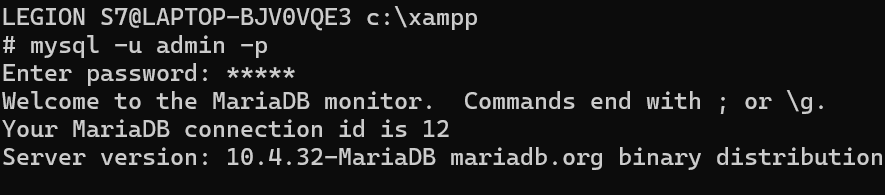 LEGION S7@LAPTOP-BJV0VQE3 c:\xampp
# mysql -u admin -p
Enter password: *****
Welcome to the MariaDB monitor.  Commands end with ; or \g.
Your MariaDB connection id is 12
Server version: 10.4.32-MariaDB mariadb.org binary distribution